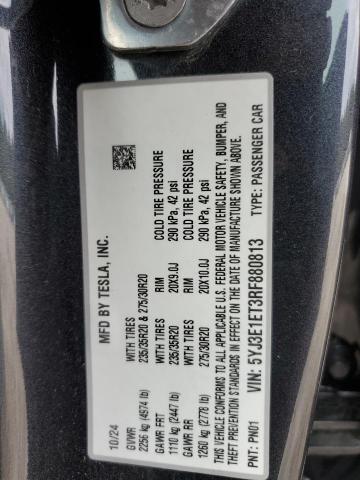 MFD BY TESLA, INC.
10/24
GVWR
2256 kg (4974 lb)
WITH TIRES
235/35R20 & 275/30R20
GAWR FRT
1110 kg (2447 lb)
WITH TIRES
235/35R20
RIM
20X9.0J
COLD TIRE PRESSURE
290 kPa, 42 psi
GAWR RR
1260 kg (2778 lb)
WITH TIRES
275/30R20
RIM
20X10.0J
COLD TIRE PRESSURE
290 kPa, 42 psi
THIS VEHICLE CONFORMS TO ALL APPLICABLE U.S. FEDERAL MOTOR VEHICLE SAFETY, BUMPER, AND
THEFT PREVENTION STANDARDS IN EFFECT ON THE DATE OF MANUFACTURE SHOWN ABOVE.
VIN: 5YJ3E1ET3RF880813
PNT: PN01
TYPE: PASSENGER CAR